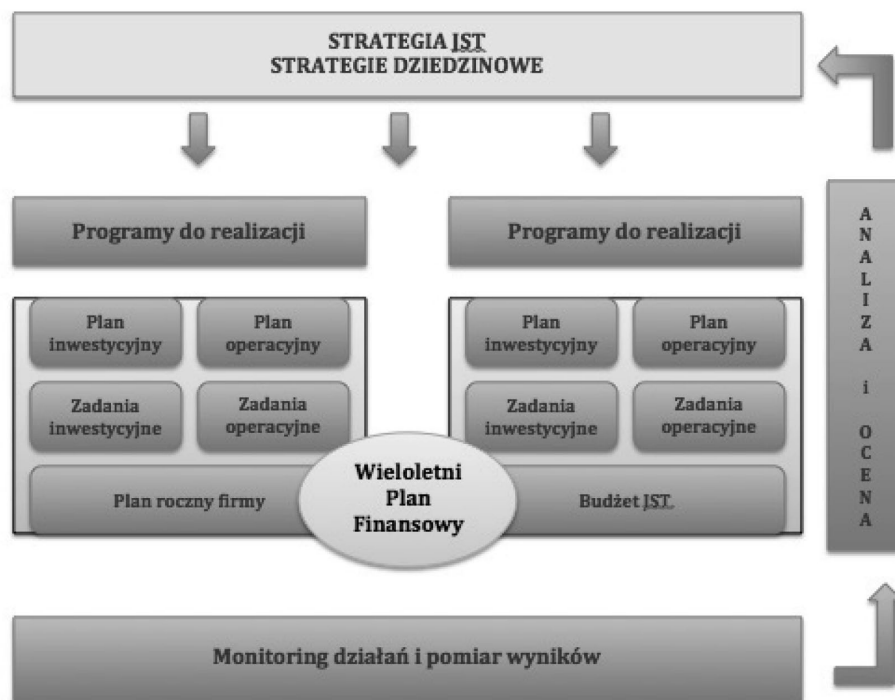 STRATEGIA JST
STRATEGIE DZIEDZINOWE
Programy do realizacji
Programy do realizacji
Plan
inwestycyjny
Plan
operacyjny
Zadania
inwestycyjne
Zadania
operacyjne
Plan roczny firmy
Plan
inwestycyjny
Plan
operacyjny
Zadania
inwestycyjne
Zadania
operacyjne
Budżet JST
Wieloletni
Plan
Finansowy
ANALIZA i OCENA
Monitoring działań i pomiar wyników